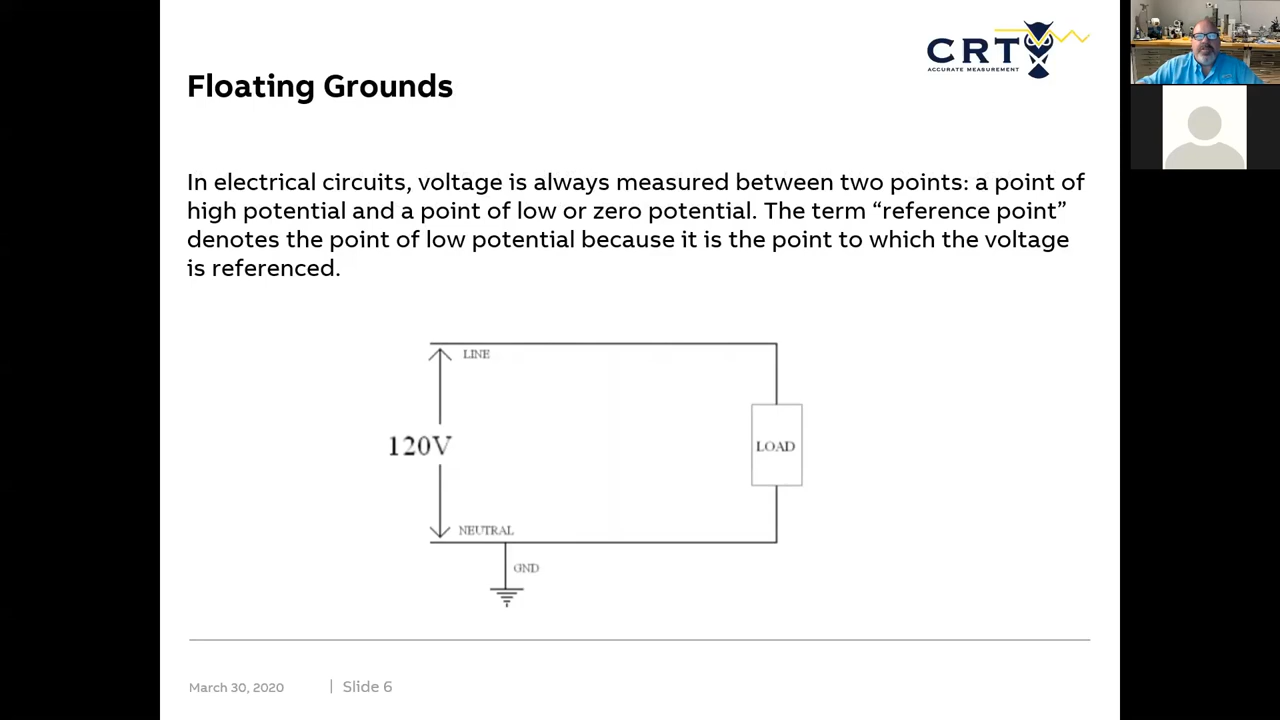 CRT
ACCURATE MEASUREMENT
Floating Grounds
In electrical circuits, voltage is always measured between two points: a point of
high potential and a point of low or zero potential. The term “reference point”
denotes the point of low potential because it is the point to which the voltage
is referenced.
LINE
120V
LOAD
NEUTRAL
GND
March 30, 2020 | Slide 6